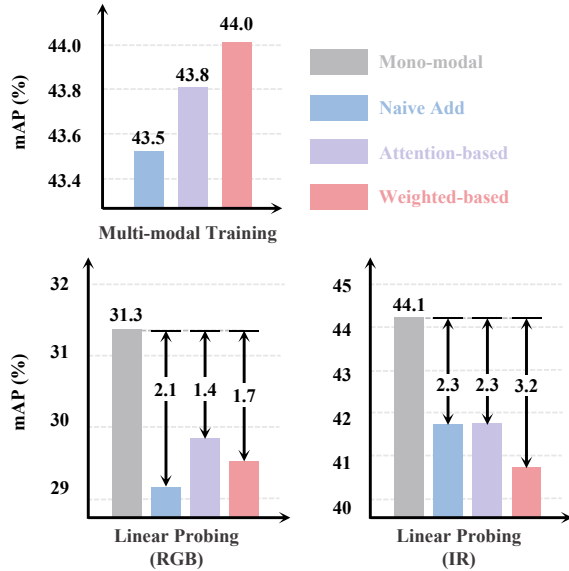 mAP (%)
44.0
43.8
43.6
43.4
43.5
43.8
44.0
Multi-modal Training
Mono-modal
Naive Add
Attention-based
Weighted-based
mAP (%)
32
31
30
29
31.3
2.1
1.4
1.7
Linear Probing
(RGB)
45
44
43
42
41
40
44.1
2.3
2.3
3.2
Linear Probing
(IR)